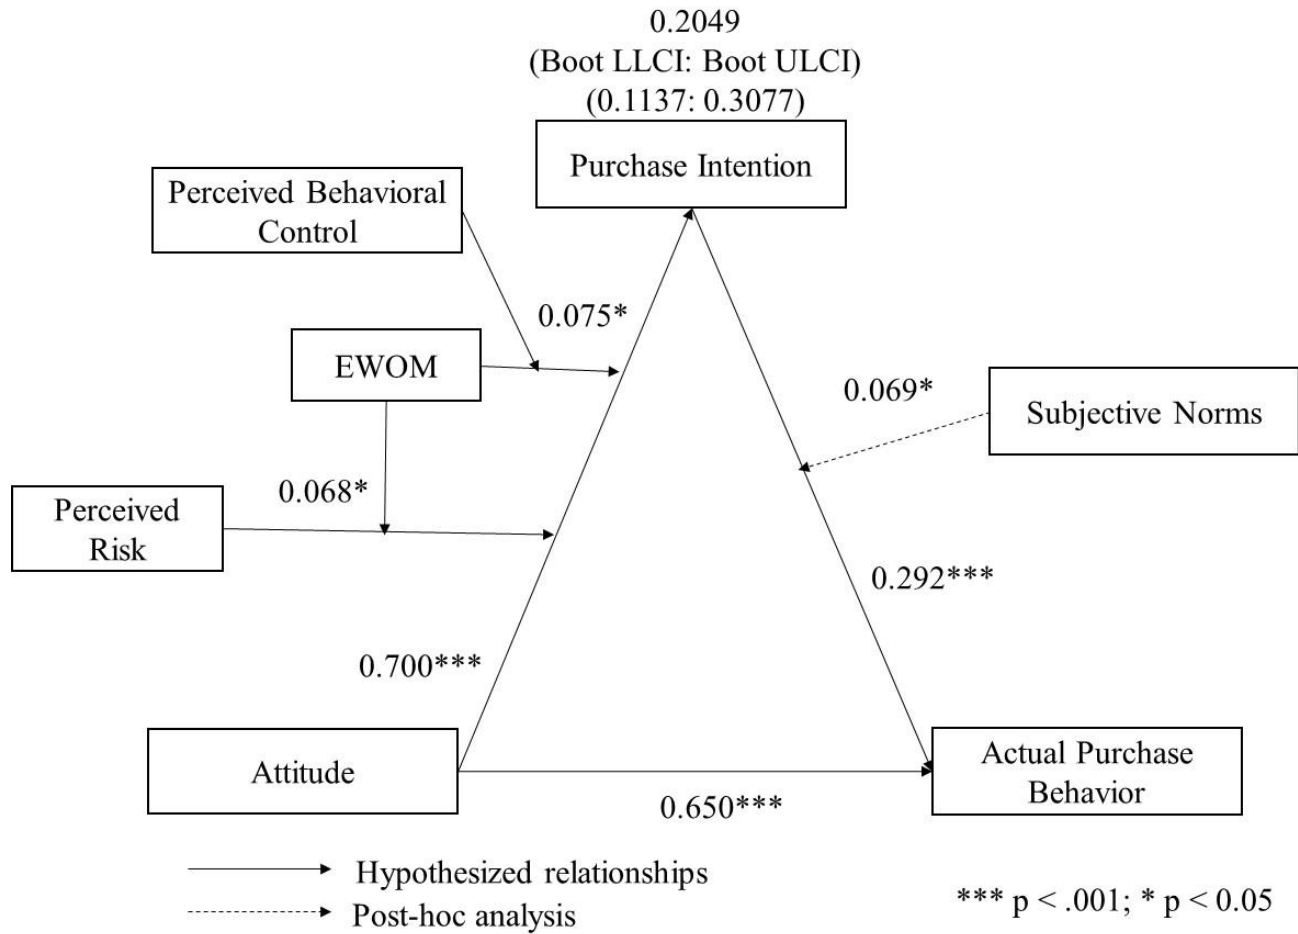 0.2049
(Boot LLCI: Boot ULCI)
(0.1137: 0.3077)
Purchase Intention
Perceived Behavioral
Control
0.075*
EWOM
0.069*
Subjective Norms
0.068*
Perceived
Risk
0.292***
0.700***
Attitude
Actual Purchase
Behavior
0.650***
Hypothesized relationships
Post-hoc analysis
*** p < .001; * p < 0.05